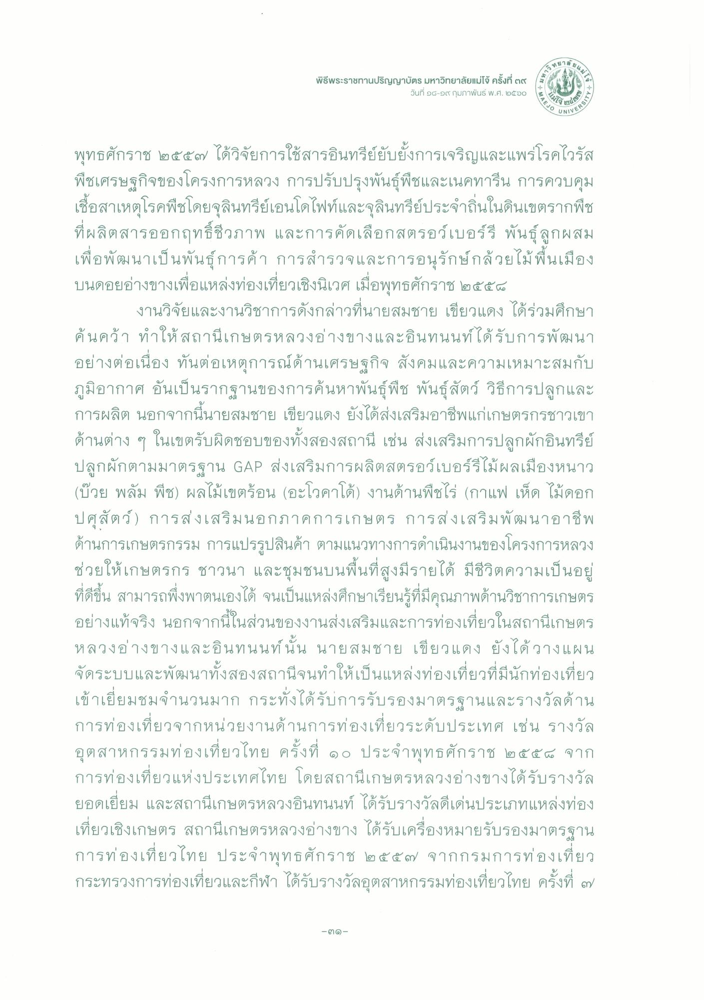 พิธีพระราชทานปริญญาบัตร มหาวิทยาลัยแม่โจ้ ครั้งที่ ๓๙
วันที่ ๑๘-๑๙ กุมภาพันธ์ พ.ศ. ๒๕๖๐
มหาวิทยาลัยแม่โจ้
แม่โจ้ ๒๔๗๗
MAEJO UNIVERSITY
พุทธศักราช ๒๕๕๗ ได้วิจัยการใช้สารอินทรีย์ยับยั้งการเจริญและแพร่โรคไวรัส
พืชเศรษฐกิจของโครงการหลวง การปรับปรุงพันธุ์พืชและเนคทารีน การควบคุม
เชื้อสาเหตุโรคพืชโดยจุลินทรีย์เอนโดไฟท์และจุลินทรีย์ประจำถิ่นในดินเขตรากพืช
ที่ผลิตสารออกฤทธิ์ชีวภาพ และการคัดเลือกสตรอว์เบอร์รี พันธุ์ลูกผสม
เพื่อพัฒนาเป็นพันธุ์การค้า การสำรวจและการอนุรักษ์กล้วยไม้พื้นเมือง
บนดอยอ่างขางเพื่อแหล่งท่องเที่ยวเชิงนิเวศ เมื่อพุทธศักราช ๒๕๕๘
งานวิจัยและงานวิชาการดังกล่าวที่นายสมชาย เขียวแดง ได้ร่วมศึกษา
ค้นคว้า ทำให้สถานีเกษตรหลวงอ่างขางและอินทนนท์ได้รับการพัฒนา
อย่างต่อเนื่อง ทันต่อเหตุการณ์ด้านเศรษฐกิจ สังคมและความเหมาะสมกับ
ภูมิอากาศ อันเป็นรากฐานของการค้นหาพันธุ์พืช พันธุ์สัตว์ วิธีการปลูกและ
การผลิต นอกจากนี้นายสมชาย เขียวแดง ยังได้ส่งเสริมอาชีพแก่เกษตรกรชาวเขา
ด้านต่าง ๆ ในเขตรับผิดชอบของทั้งสองสถานี เช่น ส่งเสริมการปลูกผักอินทรีย์
ปลูกผักตามมาตรฐาน GAP ส่งเสริมการผลิตสตรอว์เบอร์รีไม้ผลเมืองหนาว
(บ๊วย พลัม พีช) ผลไม้เขตร้อน (อะโวคาโด้) งานด้านพืชไร่ (กาแฟ เห็ด ไม้ดอก
ปศุสัตว์) การส่งเสริมนอกภาคการเกษตร การส่งเสริมพัฒนาอาชีพ
ด้านการเกษตรกรรม การแปรรูปสินค้า ตามแนวทางการดำเนินงานของโครงการหลวง
ช่วยให้เกษตรกร ชาวนา และชุมชนบนพื้นที่สูงมีรายได้ มีชีวิตความเป็นอยู่
ที่ดีขึ้น สามารถพึ่งพาตนเองได้ จนเป็นแหล่งศึกษาเรียนรู้ที่มีคุณภาพด้านวิชาการเกษตร
อย่างแท้จริง นอกจากนี้ในส่วนของงานส่งเสริมและการท่องเที่ยวในสถานีเกษตร
หลวงอ่างขางและอินทนนท์นั้น นายสมชาย เขียวแดง ยังได้วางแผน
จัดระบบและพัฒนาทั้งสองสถานีจนทำให้เป็นแหล่งท่องเที่ยวที่มีนักท่องเที่ยว
เข้าเยี่ยมชมจำนวนมาก กระทั่งได้รับการรับรองมาตรฐานและรางวัลด้าน
การท่องเที่ยวจากหน่วยงานด้านการท่องเที่ยวระดับประเทศ เช่น รางวัล
อุตสาหกรรมท่องเที่ยวไทย ครั้งที่ ๑๐ ประจำพุทธศักราช ๒๕๕๘ จาก
การท่องเที่ยวแห่งประเทศไทย โดยสถานีเกษตรหลวงอ่างขางได้รับรางวัล
ยอดเยี่ยม และสถานีเกษตรหลวงอินทนนท์ ได้รับรางวัลดีเด่นประเภทแหล่งท่อง
เที่ยวเชิงเกษตร สถานีเกษตรหลวงอ่างขาง ได้รับเครื่องหมายรับรองมาตรฐาน
การท่องเที่ยวไทย ประจำพุทธศักราช ๒๕๕๗ จากกรมการท่องเที่ยว
กระทรวงการท่องเที่ยวและกีฬา ได้รับรางวัลอุตสาหกรรมท่องเที่ยวไทย ครั้งที่ ๗
-๓๑-